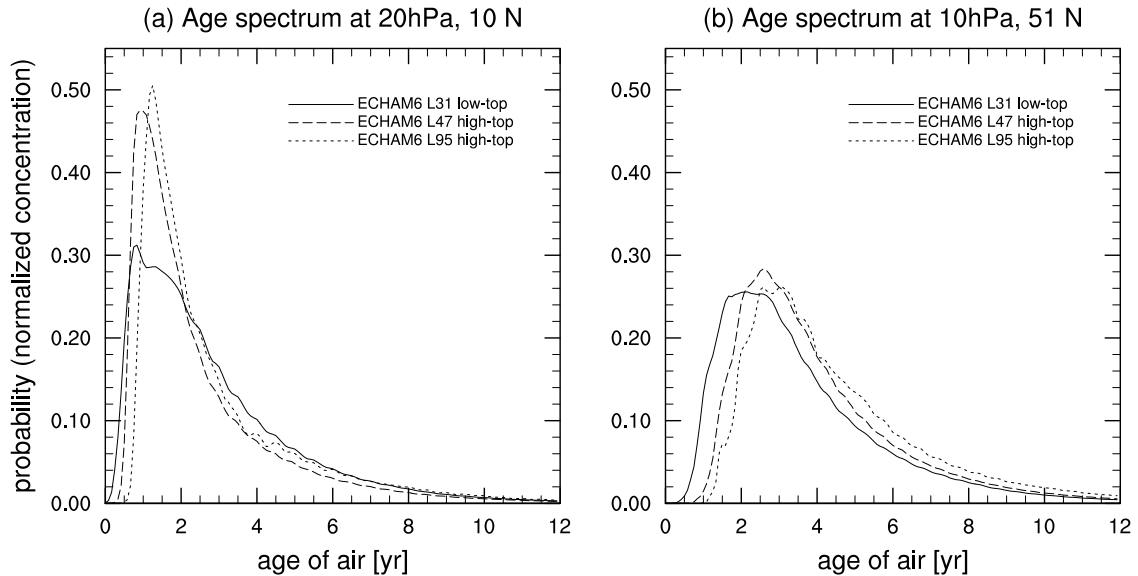 (a) Age spectrum at 20hPa, 10 N
(b) Age spectrum at 10hPa, 51 N
probability (normalized concentration)
0.50
0.40
0.30
0.20
0.10
0.00
ECHAM6 L31 low-top
ECHAM6 L47 high-top
ECHAM6 L95 high-top
0 2 4 6 8 10 12
age of air [yr]
0.50
0.40
0.30
0.20
0.10
0.00
ECHAM6 L31 low-top
ECHAM6 L47 high-top
ECHAM6 L95 high-top
0 2 4 6 8 10 12
age of air [yr]